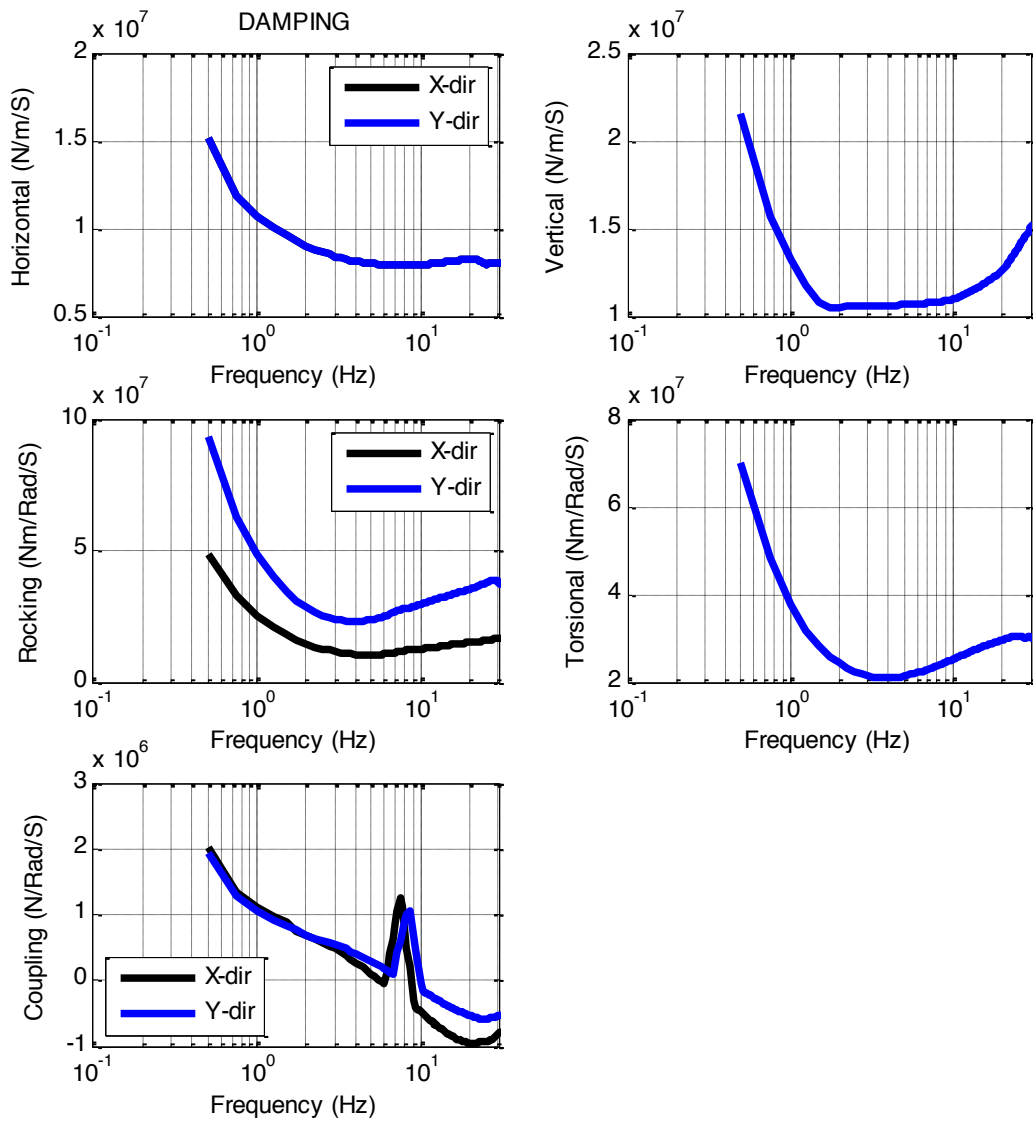 DAMPING
x 10^7
2
1.5
1
0.5
Horizontal (N/m/S)
X-dir
Y-dir
10^-1
10^0
10^1
Frequency (Hz)
x 10^7
2.5
2
1.5
1
Vertical (N/m/S)
10^-1
10^0
10^1
Frequency (Hz)
x 10^7
10
5
0
Rocking (Nm/Rad/S)
X-dir
Y-dir
10^-1
10^0
10^1
Frequency (Hz)
x 10^7
8
6
4
2
Torsional (Nm/Rad/S)
10^-1
10^0
10^1
Frequency (Hz)
x 10^6
3
2
1
0
-1
Coupling (N/Rad/S)
X-dir
Y-dir
10^-1
10^0
10^1
Frequency (Hz)